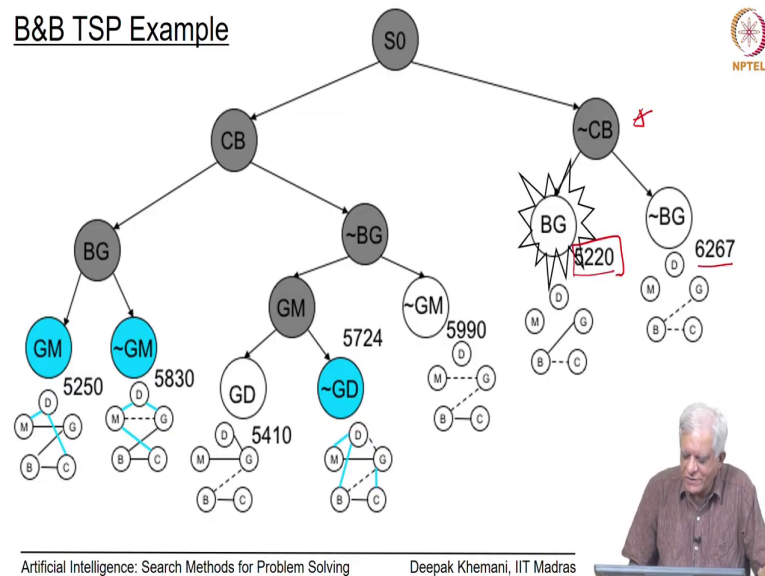 B&B TSP Example
NPTEL
S0
CB
~CB
BG
~BG
BG
5220
~BG
6267
GM
~GM
5990
GM
5250
~GM
5830
GD
5410
5724
~GD
D
M G
B C
D
M G
B C
D
M G
B C
D
M G
B C
D
M G
B C
D
M G
B C
D
M G
B C
Artificial Intelligence: Search Methods for Problem Solving
Deepak Khemani, IIT Madras